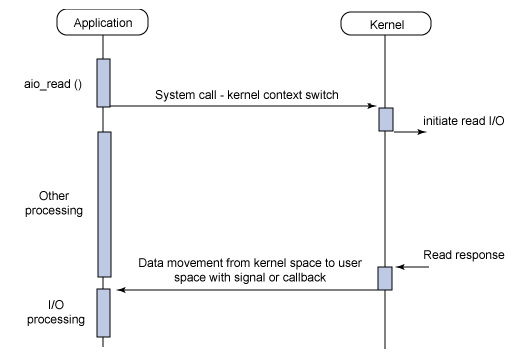 Application
Kernel
aio_read ()
System call - kernel context switch
initiate read I/O
Other
processing
Read response
Data movement from kernel space to user
space with signal or callback
I/O
processing